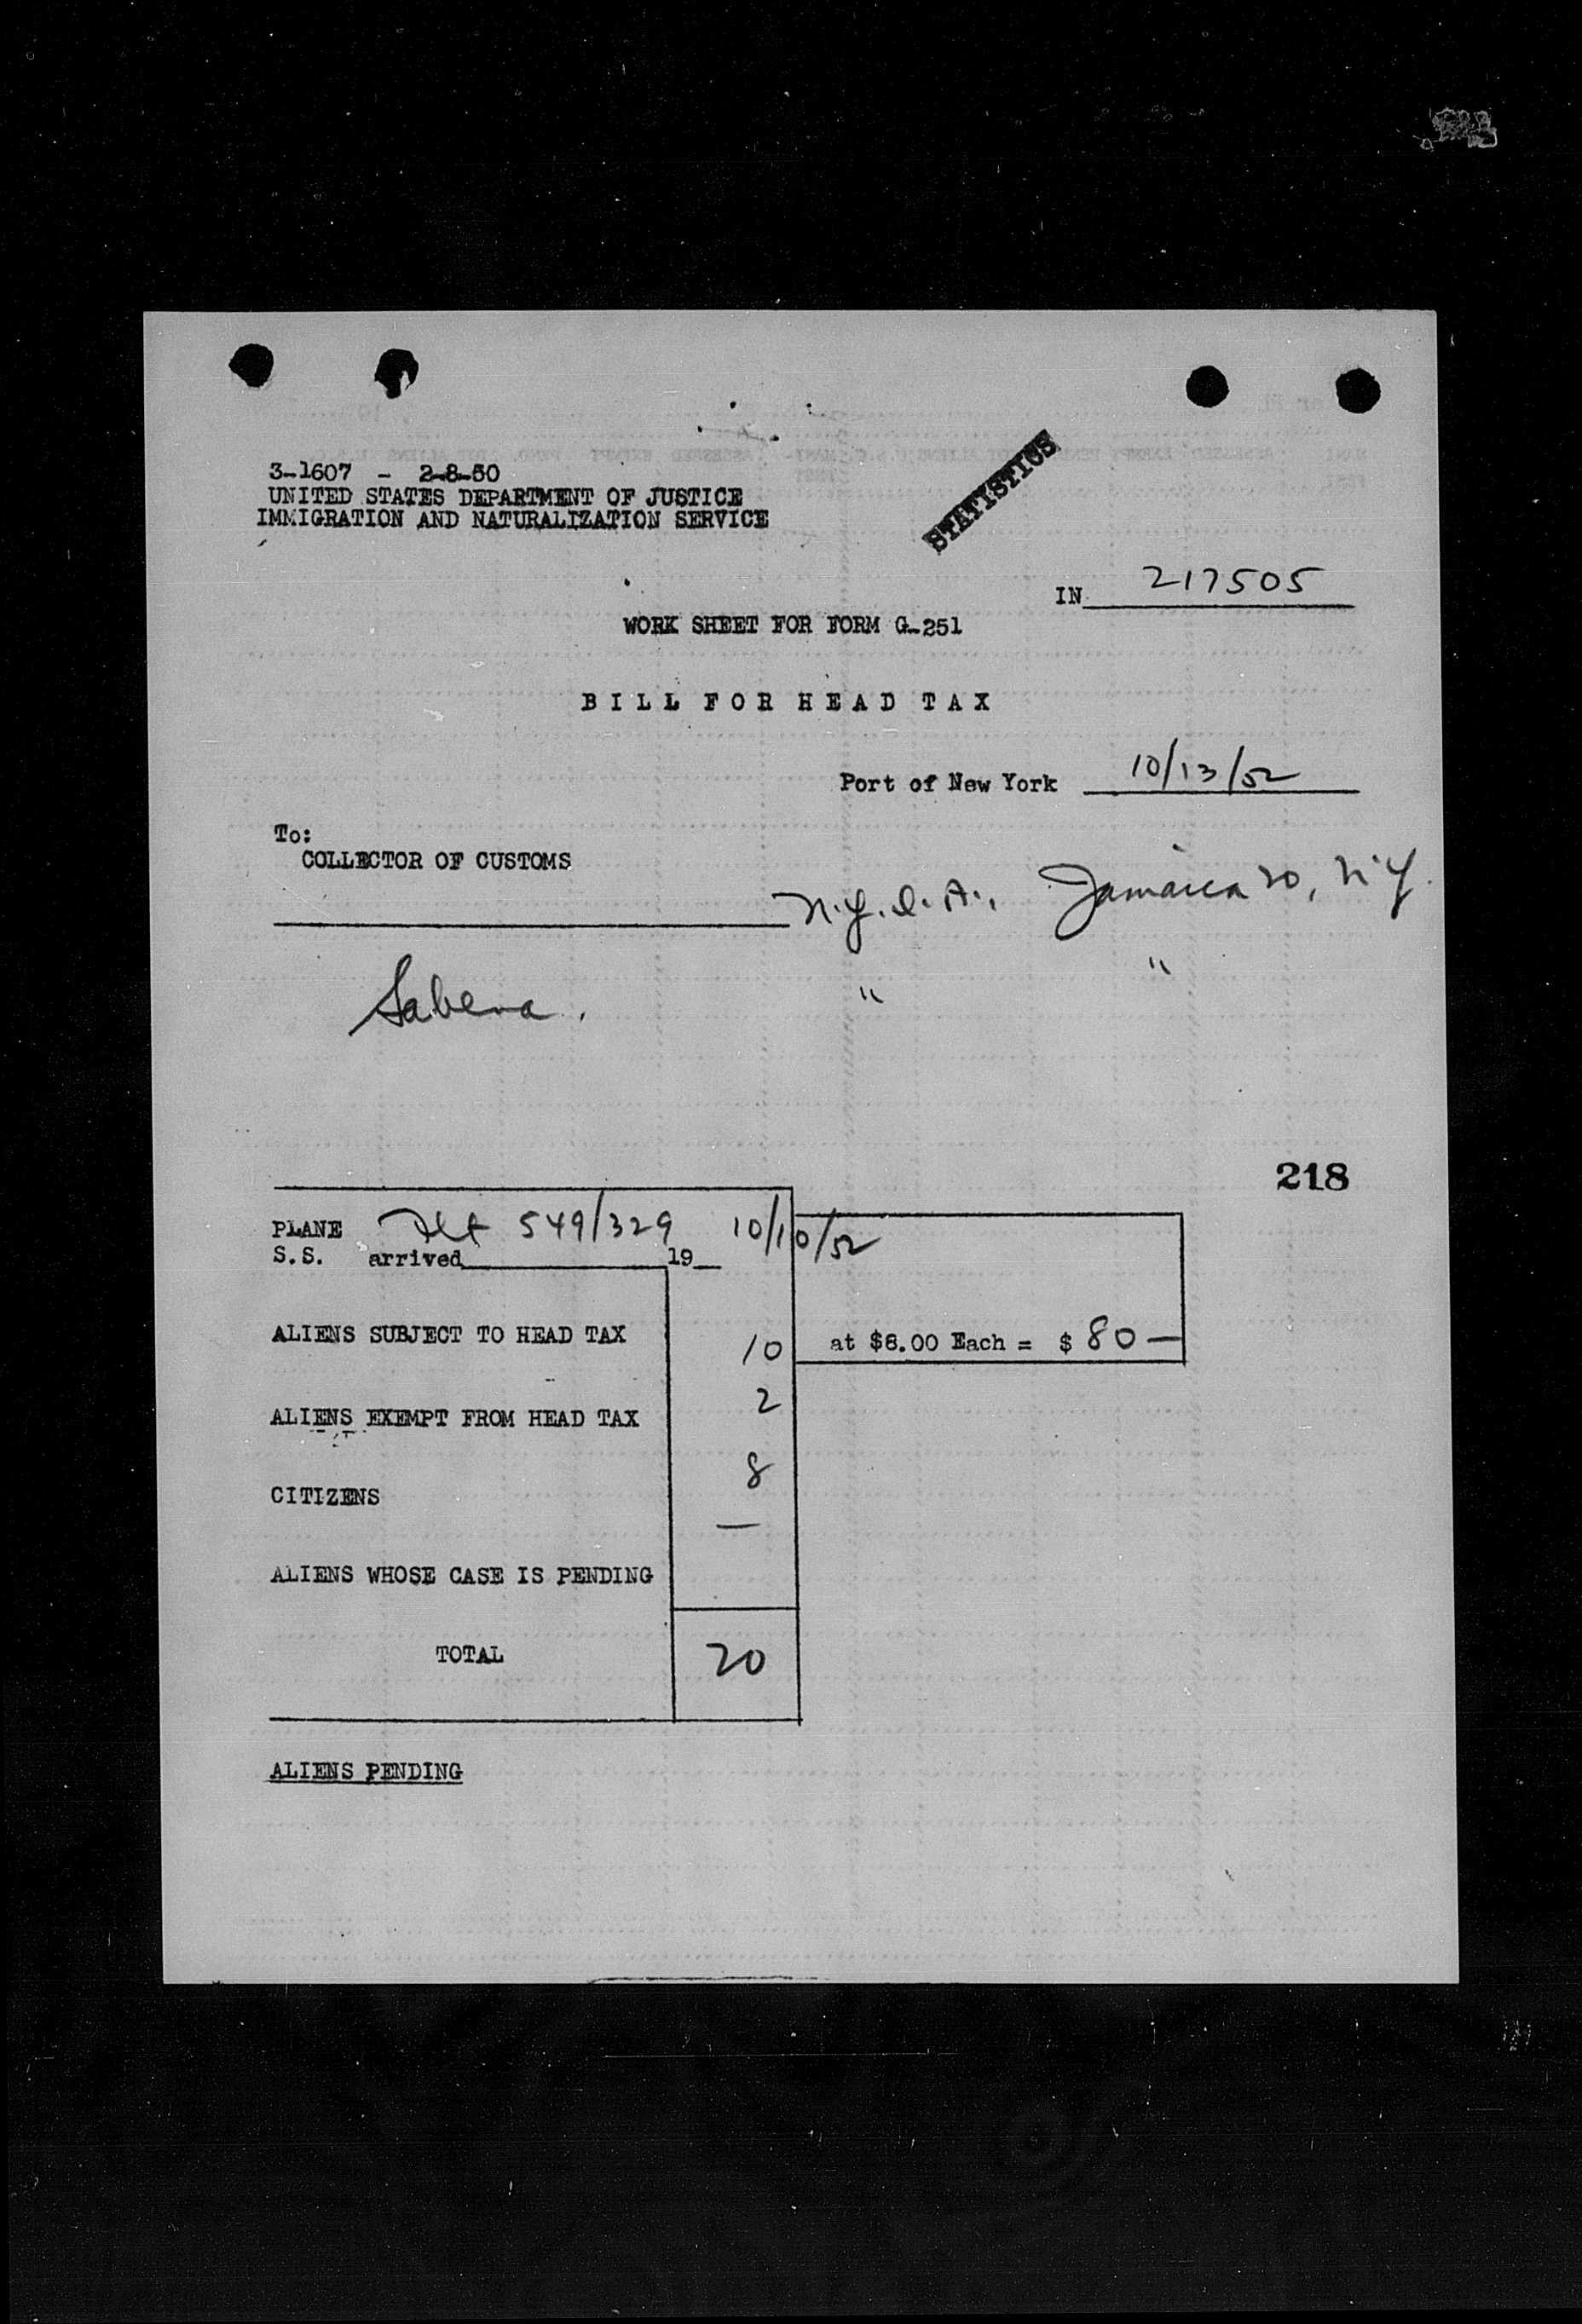 3-1607 - 2-8-50
UNITED STATES DEPARTMENT OF JUSTICE
IMMIGRATION AND NATURALIZATION SERVICE
STATISTICS
IN 217505
WORK SHEET FOR FORM G-251
BILL FOR HEAD TAX
Port of New York 10/13/52
To:
COLLECTOR OF CUSTOMS
N.Y.I.A., Jamaica 20, N.Y.
Sabena. " "
218
PLANE Flt 549/329 10/10/52
S.S. arrived 19
ALIENS SUBJECT TO HEAD TAX 10 at $8.00 Each = $ 80 —
ALIENS EXEMPT FROM HEAD TAX 2
CITIZENS 8
—
ALIENS WHOSE CASE IS PENDING
TOTAL 20
ALIENS PENDING